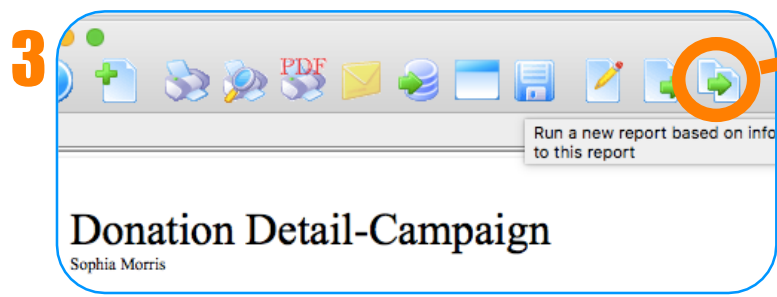 3
PDF
Run a new report based on info
to this report
Donation Detail-Campaign
Sophia Morris